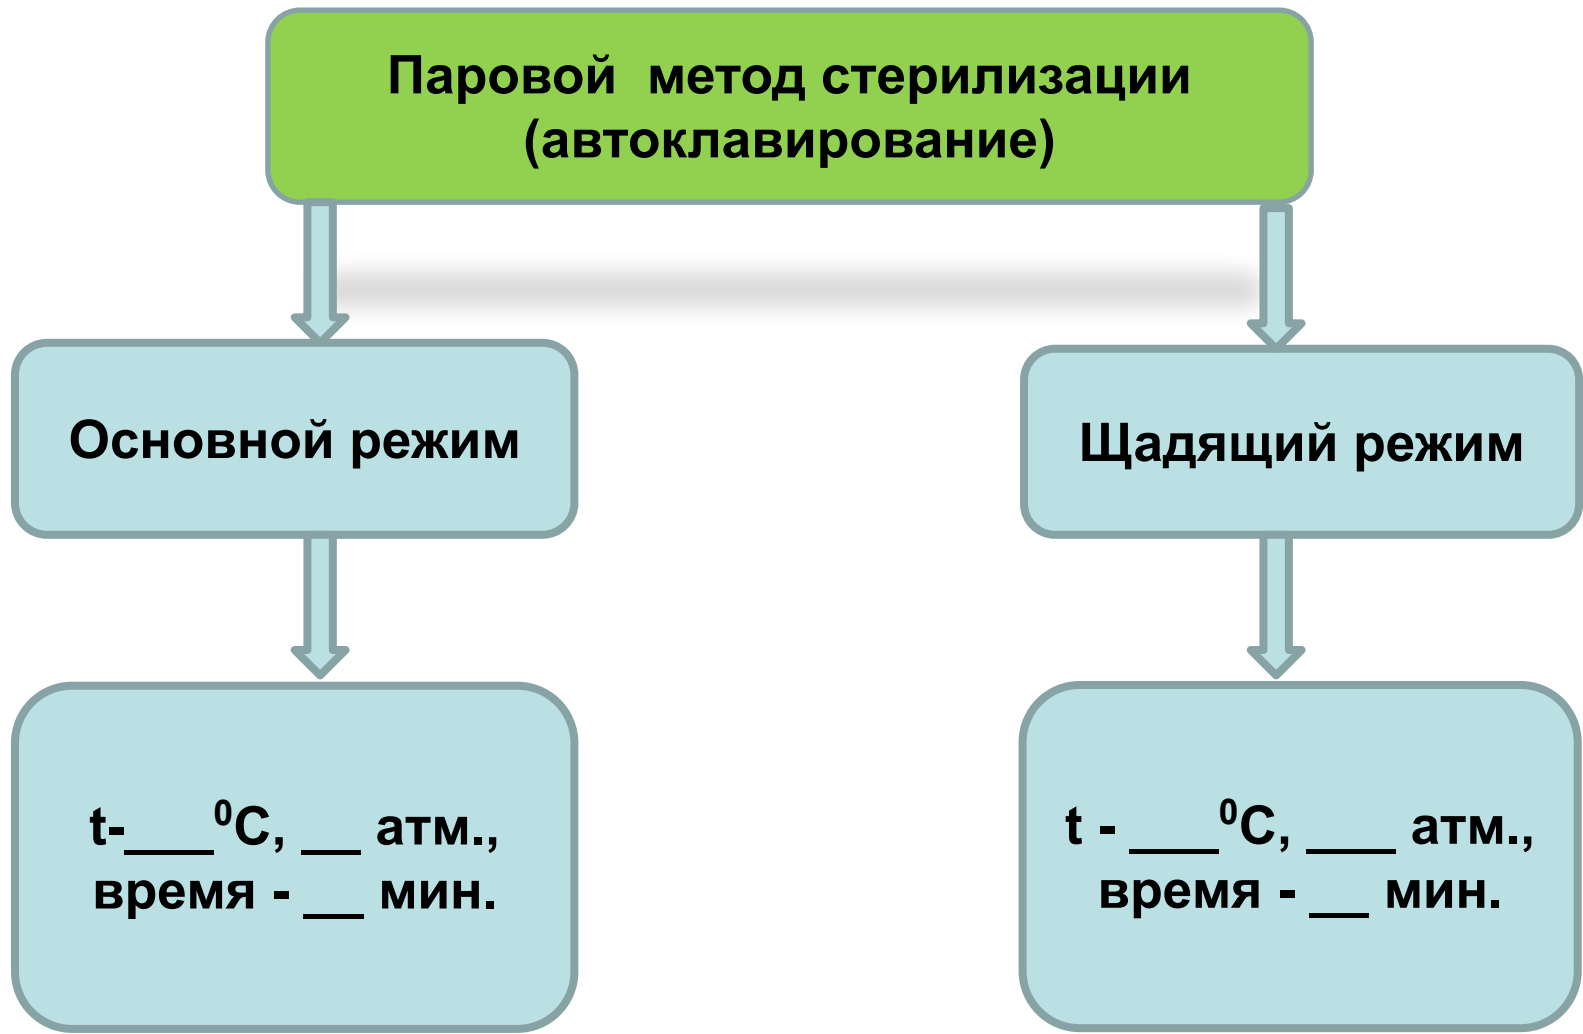 Паровой  метод стерилизации
(автоклавирование)
Основной режим
Щадящий режим
t-___⁰С, __ атм.,
время - __ мин.
t - ___⁰С, ___ атм.,
время - __ мин.